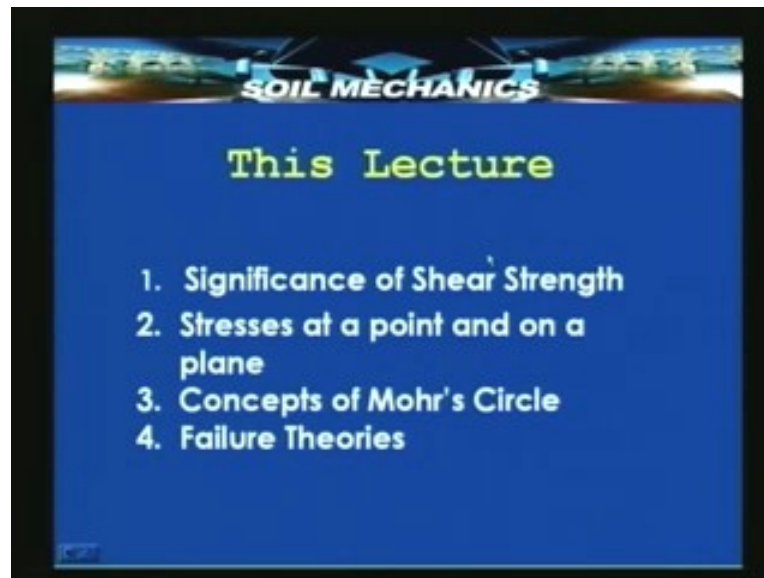 SOIL MECHANICS
This Lecture
1. Significance of Shear Strength
2. Stresses at a point and on a
plane
3. Concepts of Mohr's Circle
4. Failure Theories